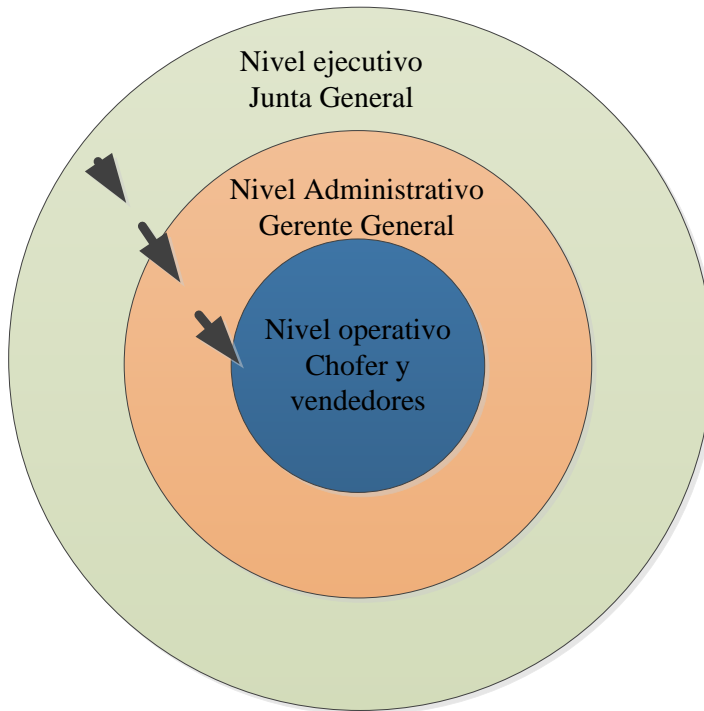 Nivel ejecutivo
Junta General
Nivel Administrativo
Gerente General
Nivel operativo
Chofer y
vendedores